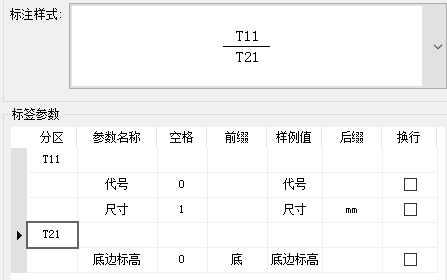 标注样式:
T11
T21
标签参数
分区 参数名称 空格 前缀 样例值 后缀 换行
T11
代号 0 代号
尺寸 1 尺寸 mm
T21
底边标高 0 底 底边标高